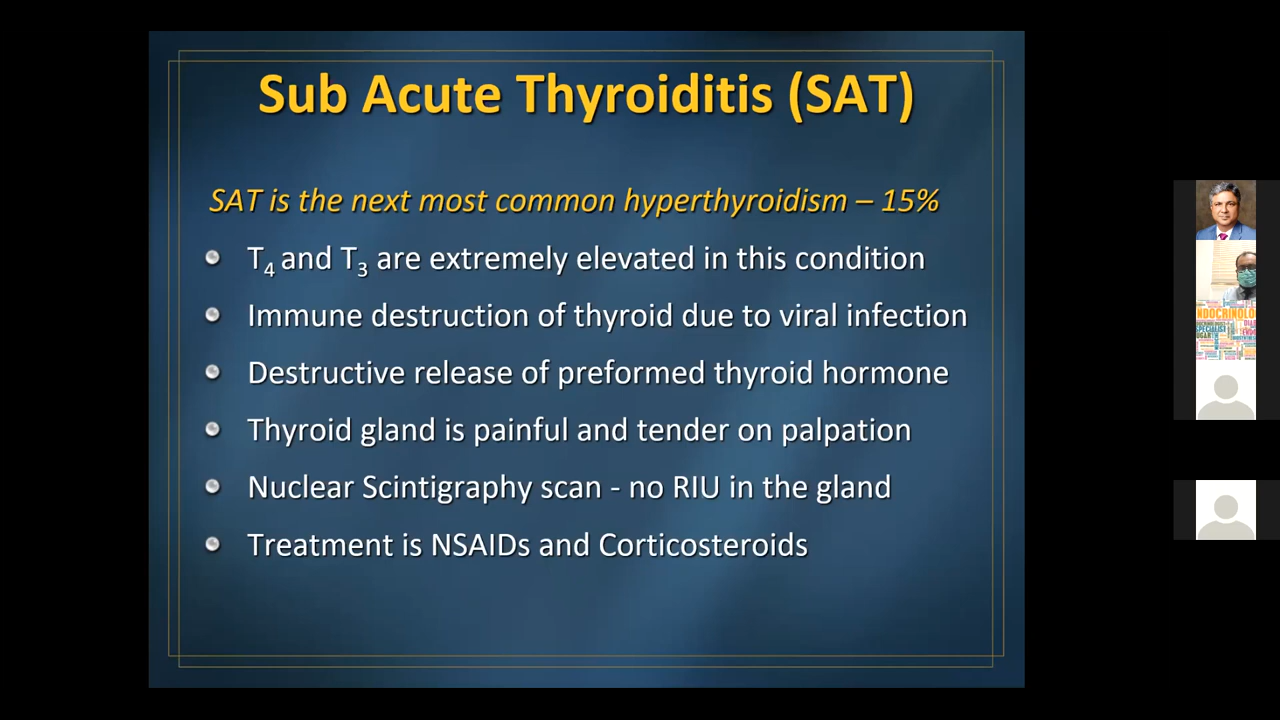 Sub Acute Thyroiditis (SAT)
SAT is the next most common hyperthyroidism – 15%
T₄ and T₃ are extremely elevated in this condition
Immune destruction of thyroid due to viral infection
Destructive release of preformed thyroid hormone
Thyroid gland is painful and tender on palpation
Nuclear Scintigraphy scan - no RIU in the gland
Treatment is NSAIDs and Corticosteroids
ENDOCRINOLO
SPECIALIST